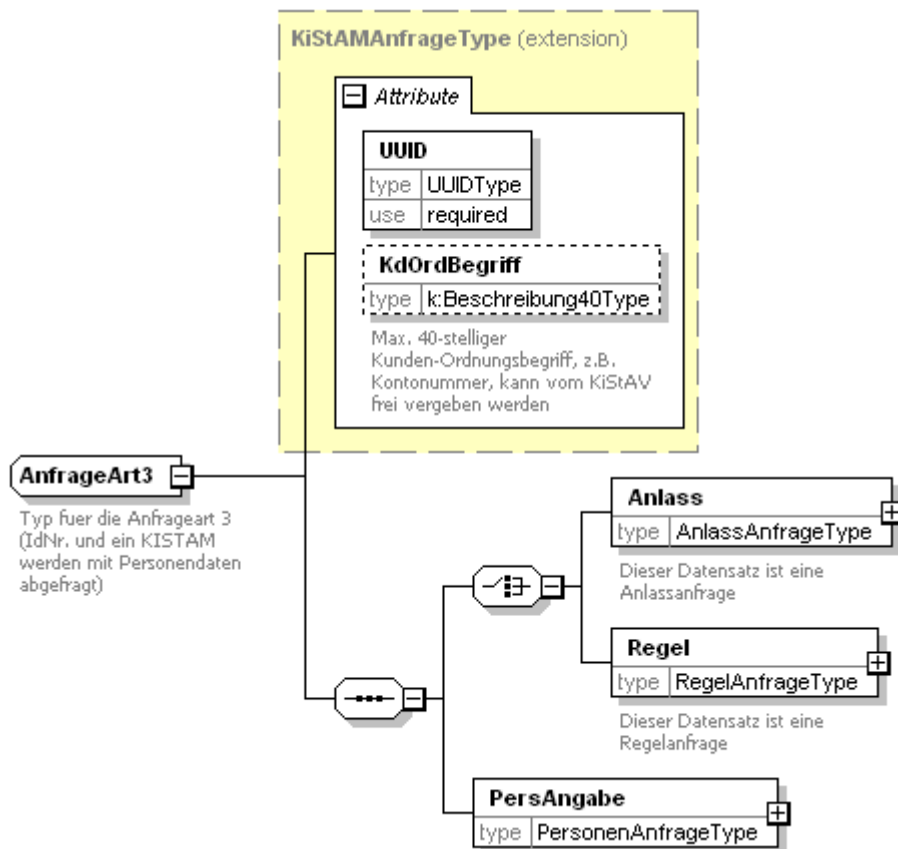 KiStAMAnfrageType (extension)
Attribute
UUID
type UUIDType
use required
KdOrdBegriff
type k:Beschreibung40Type
Max. 40-stelliger
Kunden-Ordnungsbegriff, z.B.
Kontonummer, kann vom KiStAV
frei vergeben werden
AnfrageArt3
Typ fuer die Anfrageart 3
(IdNr. und ein KISTAM
werden mit Personendaten
abgefragt)
Anlass
type AnlassAnfrageType
Dieser Datensatz ist eine
Anlassanfrage
Regel
type RegelAnfrageType
Dieser Datensatz ist eine
Regelanfrage
PersAngabe
type PersonenAnfrageType